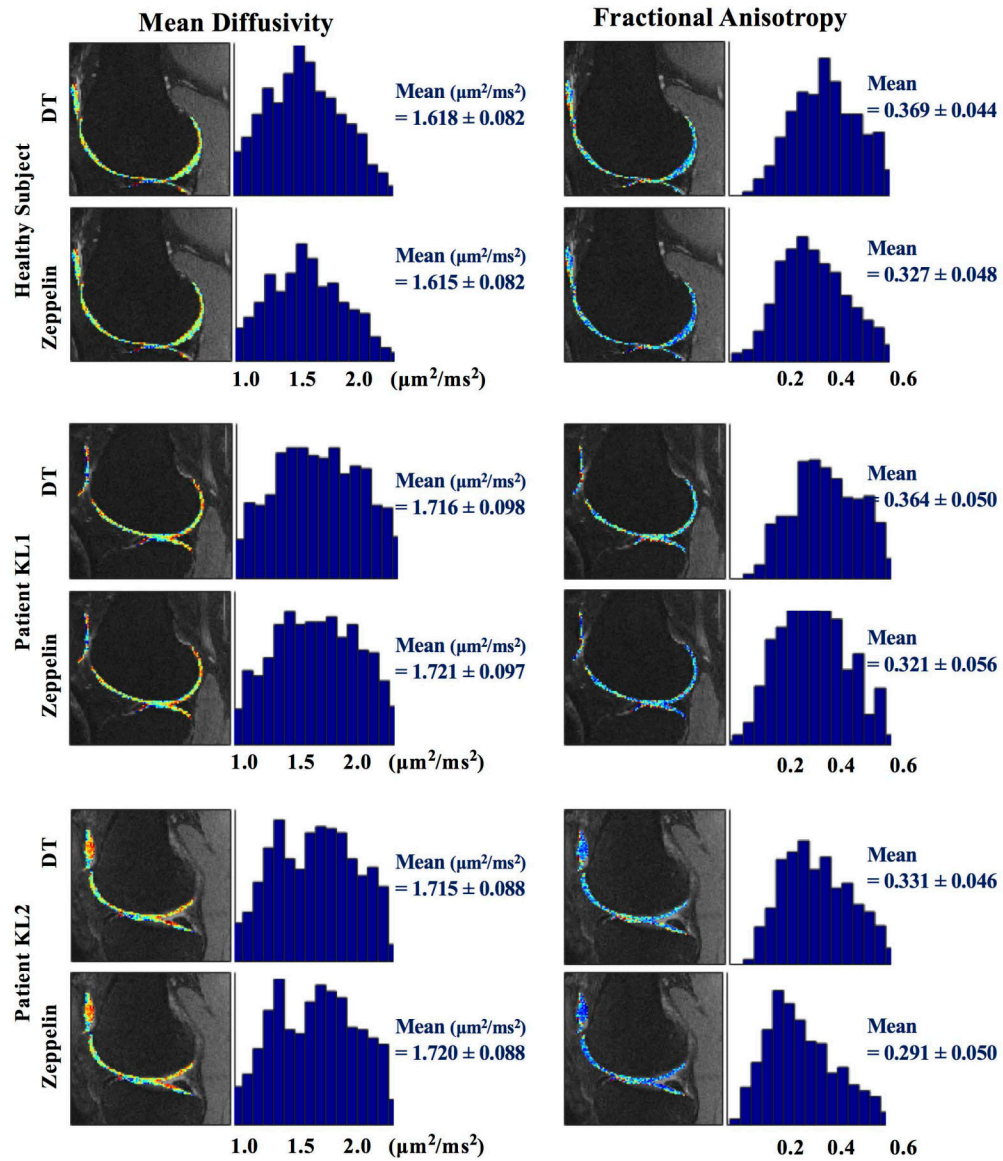 Mean Diffusivity
Fractional Anisotropy
Healthy Subject
DT
Mean (μm²/ms²)
= 1.618 ± 0.082
Mean
= 0.369 ± 0.044
Zeppelin
Mean (μm²/ms²)
= 1.615 ± 0.082
Mean
= 0.327 ± 0.048
1.0 1.5 2.0 (μm²/ms²)
0.2 0.4 0.6
Patient KL1
DT
Mean (μm²/ms²)
= 1.716 ± 0.098
Mean
= 0.364 ± 0.050
Zeppelin
Mean (μm²/ms²)
= 1.721 ± 0.097
Mean
= 0.321 ± 0.056
1.0 1.5 2.0 (μm²/ms²)
0.2 0.4 0.6
Patient KL2
DT
Mean (μm²/ms²)
= 1.715 ± 0.088
Mean
= 0.331 ± 0.046
Zeppelin
Mean (μm²/ms²)
= 1.720 ± 0.088
Mean
= 0.291 ± 0.050
1.0 1.5 2.0 (μm²/ms²)
0.2 0.4 0.6